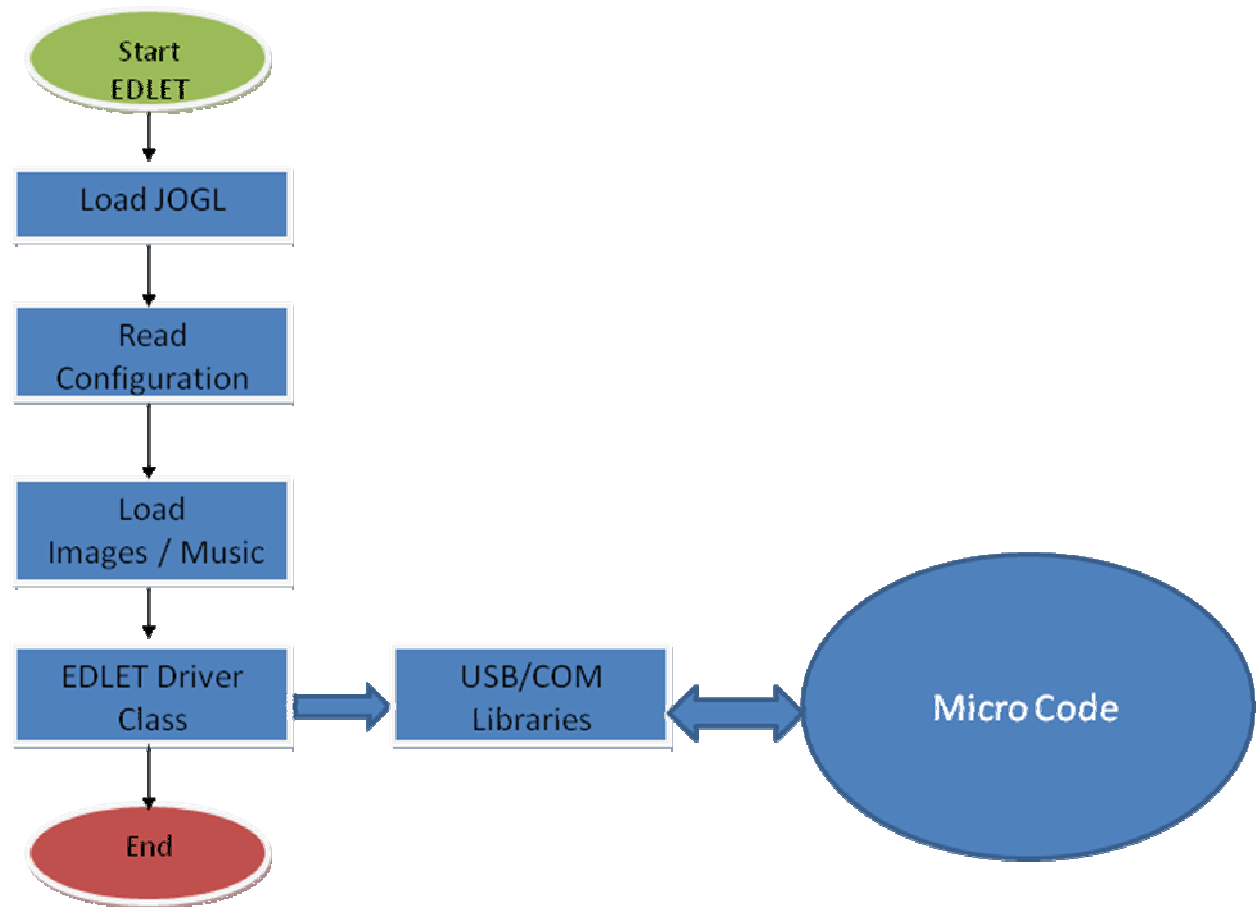 Start
EDLET
Load JOGL
Read
Configuration
Load
Images / Music
EDLET Driver
Class
USB/COM
Libraries
Micro Code
End